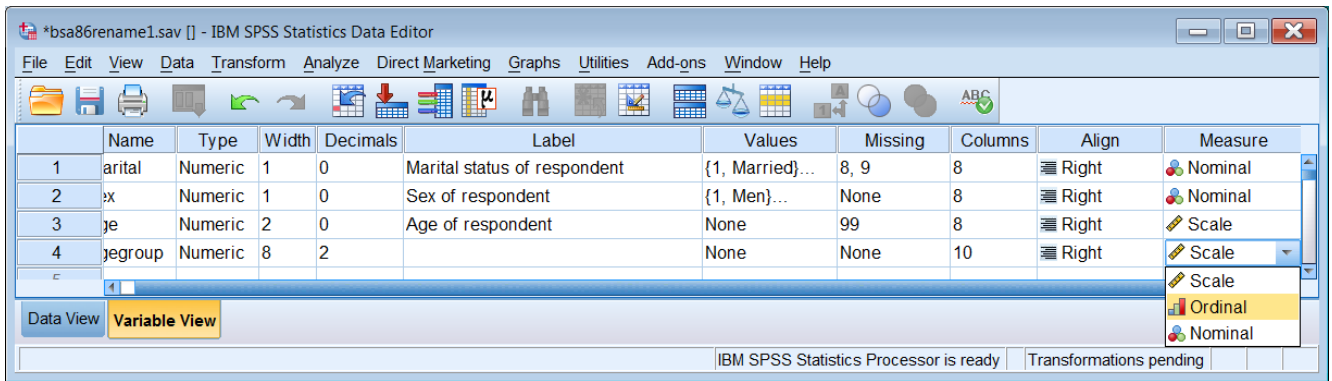 *bsa86rename1.sav [] - IBM SPSS Statistics Data Editor
File Edit View Data Transform Analyze Direct Marketing Graphs Utilities Add-ons Window Help
Name Type Width Decimals Label Values Missing Columns Align Measure
1 arital Numeric 1 0 Marital status of respondent {1, Married}... 8, 9 8 Right Nominal
2 ex Numeric 1 0 Sex of respondent {1, Men}... None 8 Right Nominal
3 ge Numeric 2 0 Age of respondent None 99 8 Right Scale
4 gegroup Numeric 8 2 None None 10 Right Scale
Scale
Ordinal
Nominal
Data View Variable View
IBM SPSS Statistics Processor is ready Transformations pending